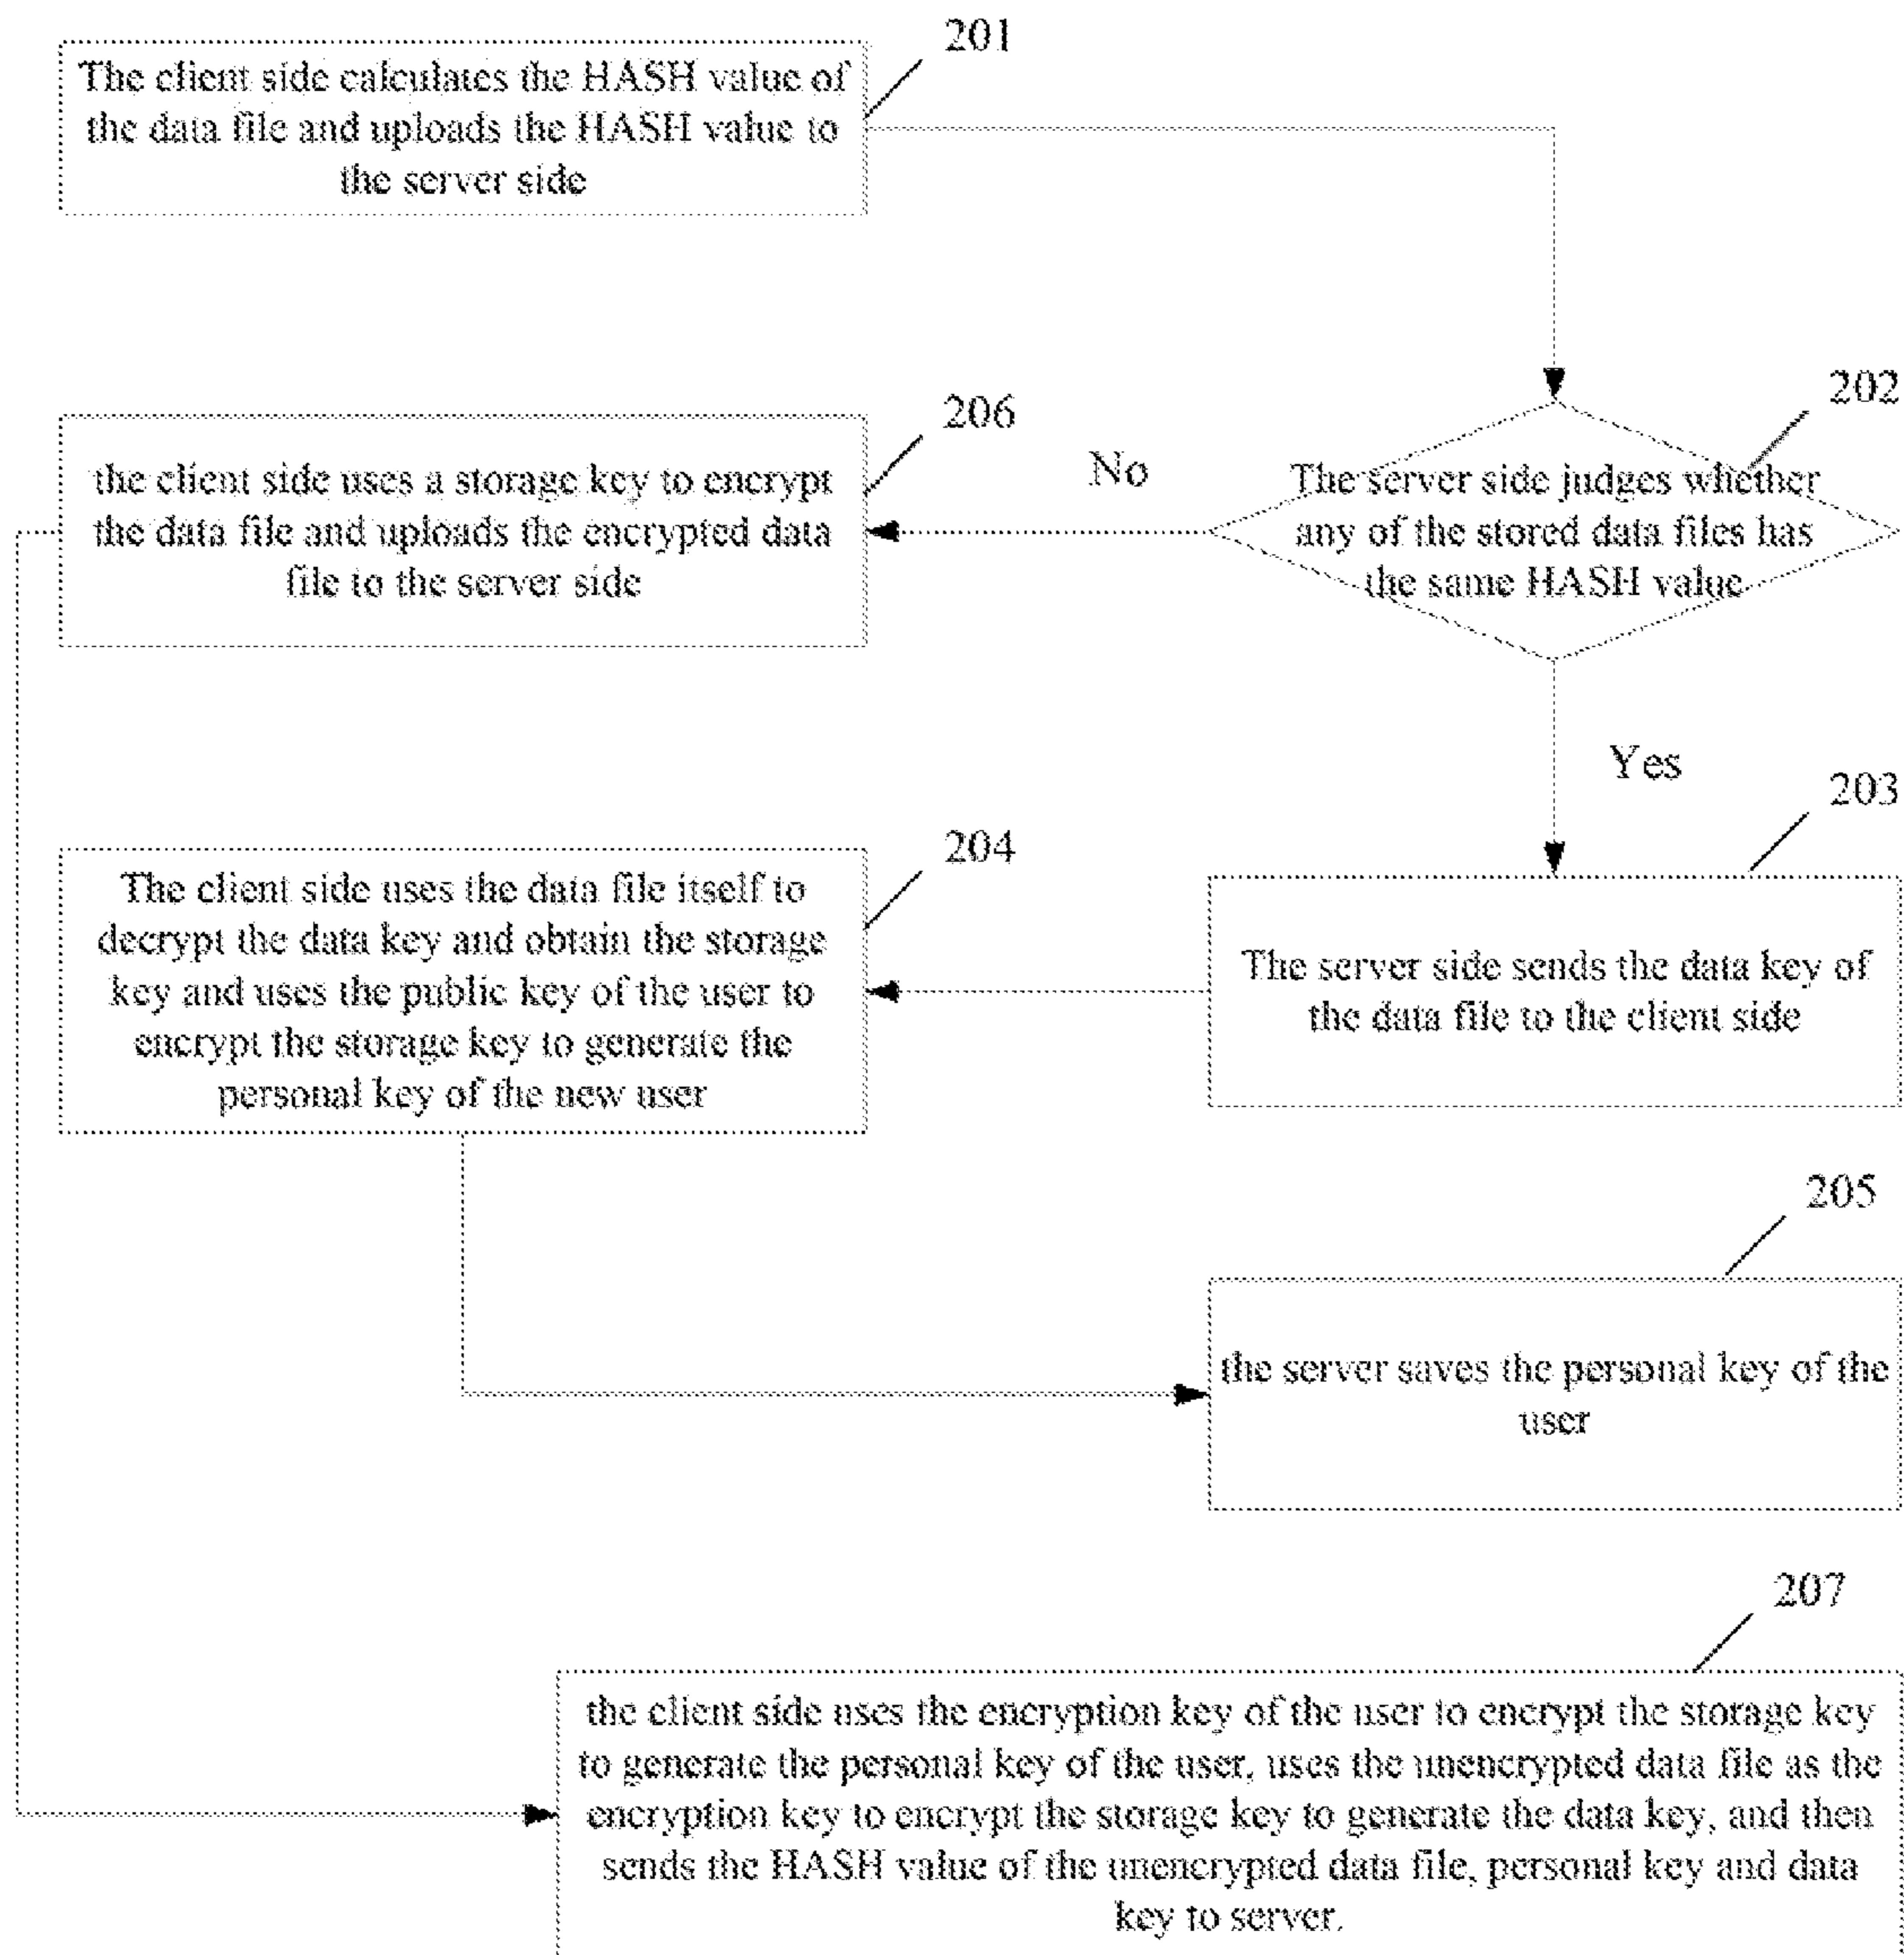 201
The client side calculates the HASH value of
the data file and uploads the HASH value to
the server side
202
The server side judges whether
any of the stored data files has
the same HASH value
No
206
the client side uses a storage key to encrypt
the data file and uploads the encrypted data
file to the server side
Yes
203
The server side sends the data key of
the data file to the client side
204
The client side uses the data file itself to
decrypt the data key and obtain the storage
key and uses the public key of the user to
encrypt the storage key to generate the
personal key of the new user
205
the server saves the personal key of the
user
207
the client side uses the encryption key of the user to encrypt the storage key
to generate the personal key of the user, uses the unencrypted data file as the
encryption key to encrypt the storage key to generate the data key, and then
sends the HASH value of the unencrypted data file, personal key and data
key to server.